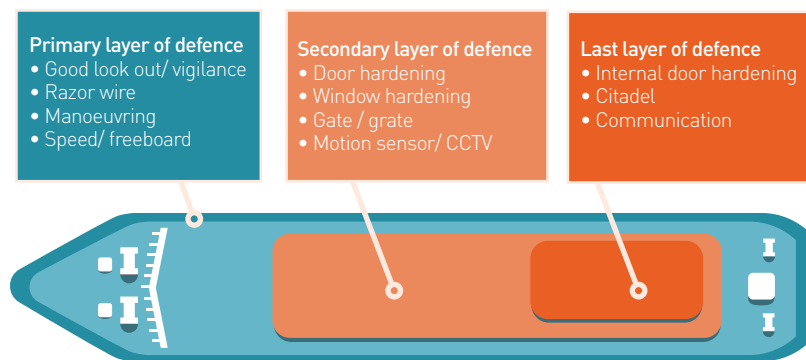 Primary layer of defence
• Good look out/ vigilance
• Razor wire
• Manoeuvring
• Speed/ freeboard
Secondary layer of defence
• Door hardening
• Window hardening
• Gate / grate
• Motion sensor/ CCTV
Last layer of defence
• Internal door hardening
• Citadel
• Communication